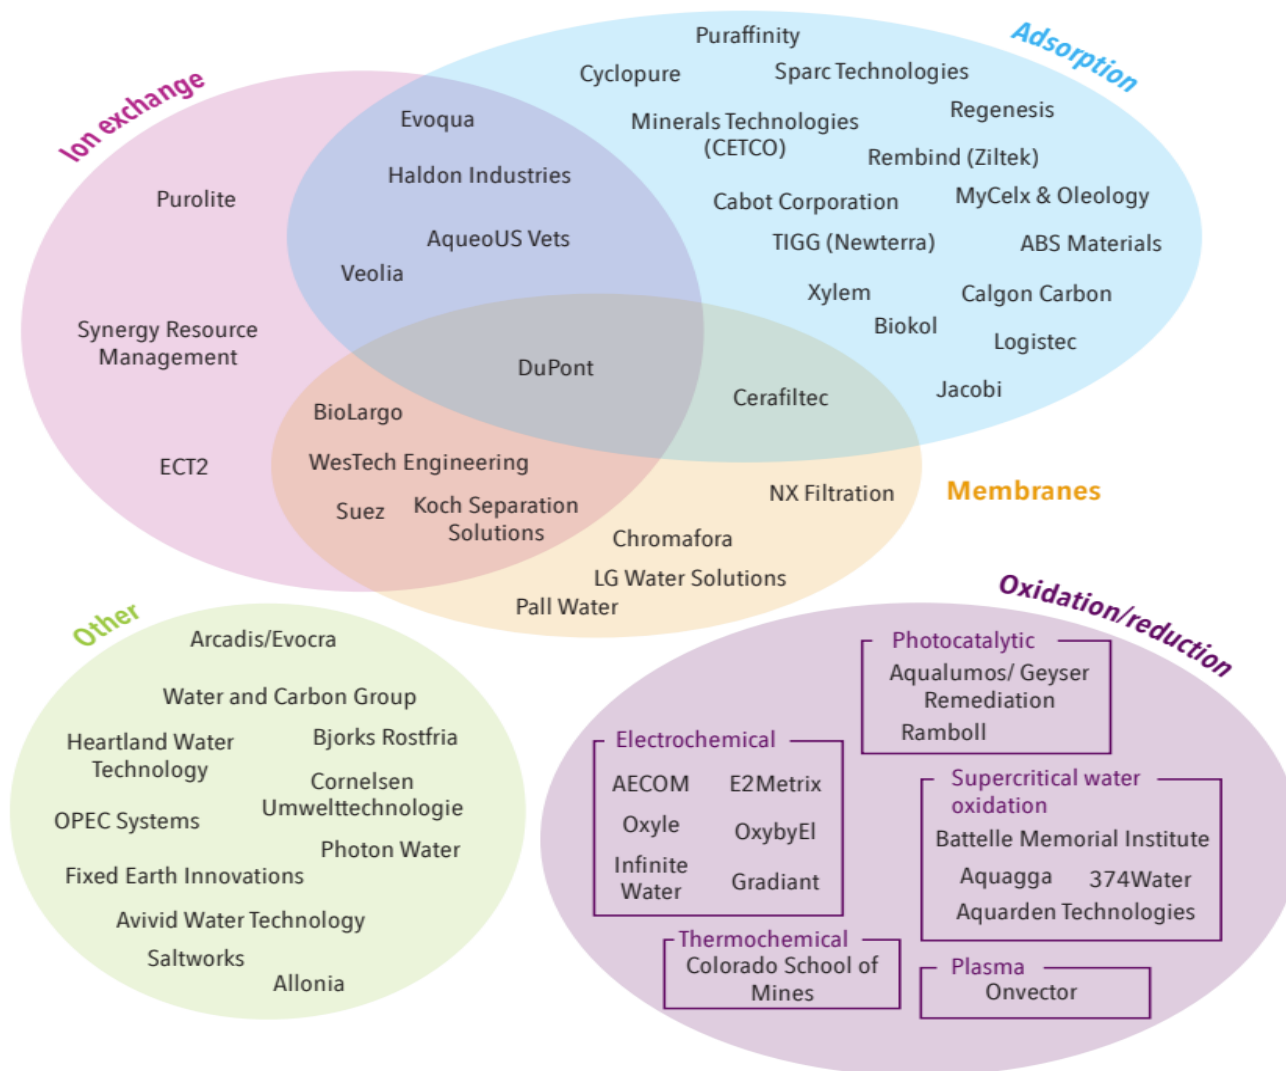 Ion exchange
Adsorption
Puraffinity
Cyclopure
Sparc Technologies
Regenesis
Minerals Technologies
(CETCO)
Rembind (Ziltek)
Cabot Corporation
MyCelx & Oleology
TIGG (Newterra)
ABS Materials
Xylem
Calgon Carbon
Biokol
Logistec
Jacobi
Evoqua
Haldon Industries
AqueoUS Vets
Veolia
Purolite
Synergy Resource
Management
ECT2
DuPont
Cerafiltec
BioLargo
WesTech Engineering
Suez
Koch Separation
Solutions
Membranes
NX Filtration
Chromafora
LG Water Solutions
Pall Water
Other
Arcadis/Evocra
Water and Carbon Group
Heartland Water
Technology
Bjorks Rostfria
Cornelsen
Umwelttechnologie
OPEC Systems
Photon Water
Fixed Earth Innovations
Avivid Water Technology
Saltworks
Allonia
Oxidation/reduction
Photocatalytic
Aqualumos/ Geyser
Remediation
Ramboll
Electrochemical
AECOM
E2Metrix
Oxyle
OxybyEl
Infinite
Water
Gradiant
Supercritical water
oxidation
Battelle Memorial Institute
Aquagga
374Water
Aquarden Technologies
Thermochemical
Colorado School of
Mines
Plasma
Onvector